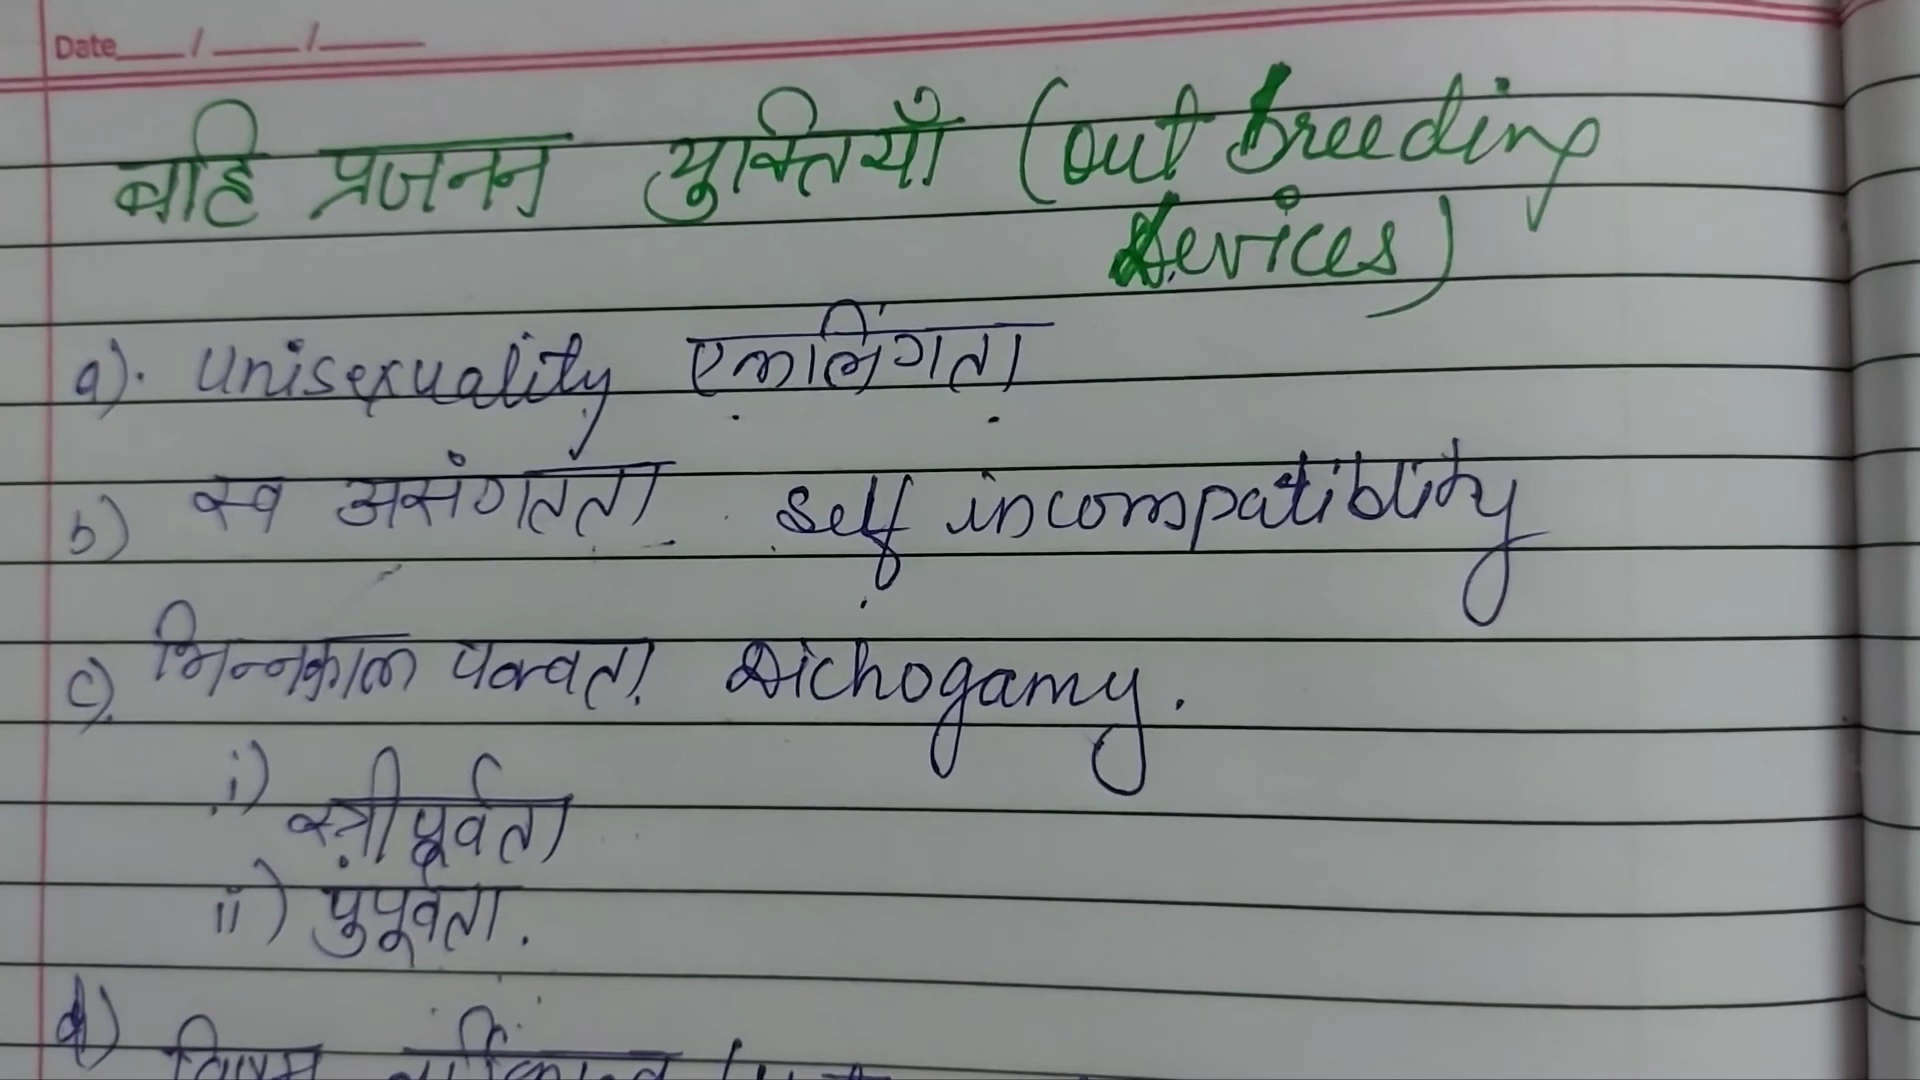 Date
बाहि प्रजनन युक्तियाँ (out breeding
devices)
a). unisexuality एकलिंगता
b) स्व असंगतता. self incompatiblity
c). भिन्नकाल पक्वता. Dichogamy.
i) स्त्रीपूर्वता
ii) पुपूर्वता.
d) विषम